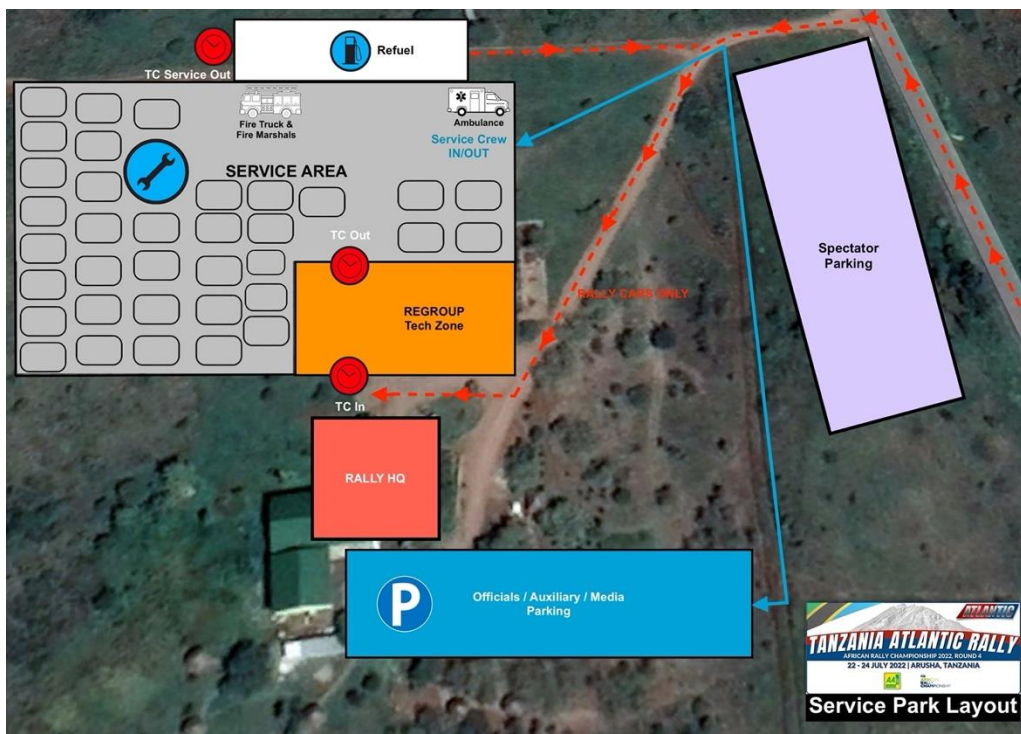 Refuel
TC Service Out
Fire Truck &
Fire Marshals
Ambulance
Service Crew
IN/OUT
SERVICE AREA
TC Out
Spectator
Parking
RALLY CARS ONLY
REGROUP
Tech Zone
TC In
RALLY HQ
P
Officials / Auxiliary / Media
Parking
ATLANTIC
TANZANIA ATLANTIC RALLY
AFRICAN RALLY CHAMPIONSHIP 2022, ROUND 4
22 - 24 JULY 2022 | ARUSHA, TANZANIA
AA
Service Park Layout